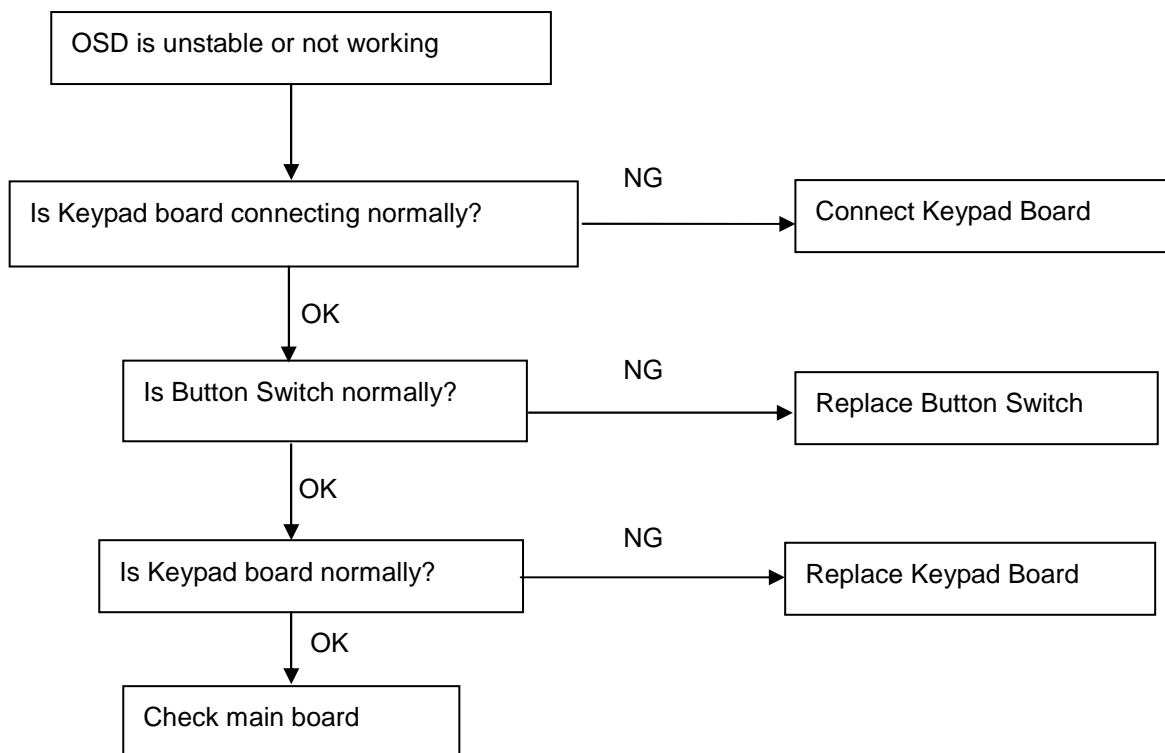 OSD is unstable or not working
NG
Is Keypad board connecting normally?
Connect Keypad Board
OK
NG
Is Button Switch normally?
Replace Button Switch
OK
NG
Is Keypad board normally?
Replace Keypad Board
OK
Check main board